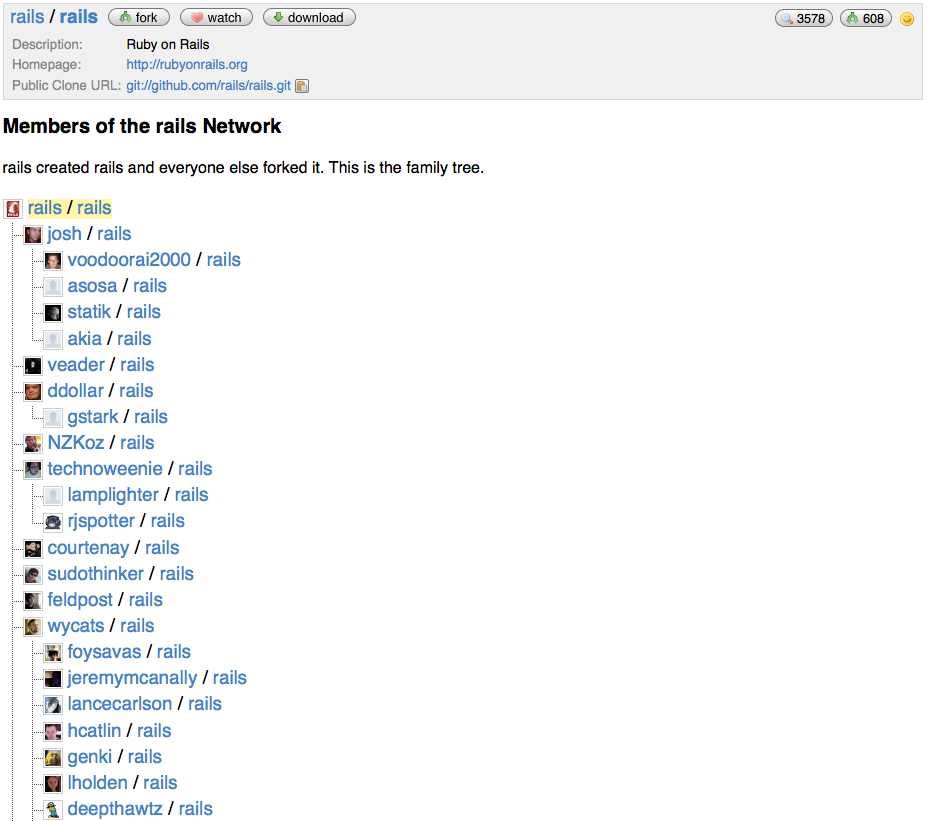 rails / rails fork watch download 3578 608
Description: Ruby on Rails
Homepage: http://rubyonrails.org
Public Clone URL: git://github.com/rails/rails.git
Members of the rails Network
rails created rails and everyone else forked it. This is the family tree.
rails / rails
josh / rails
voodoorai2000 / rails
asosa / rails
statik / rails
akia / rails
veader / rails
ddollar / rails
gstark / rails
NZKoz / rails
technoweenie / rails
lamplighter / rails
rjspotter / rails
courtenay / rails
sudothinker / rails
feldpost / rails
wycats / rails
foysavas / rails
jeremymcanally / rails
lancecarlson / rails
hcatlin / rails
genki / rails
lholden / rails
deepthawtz / rails